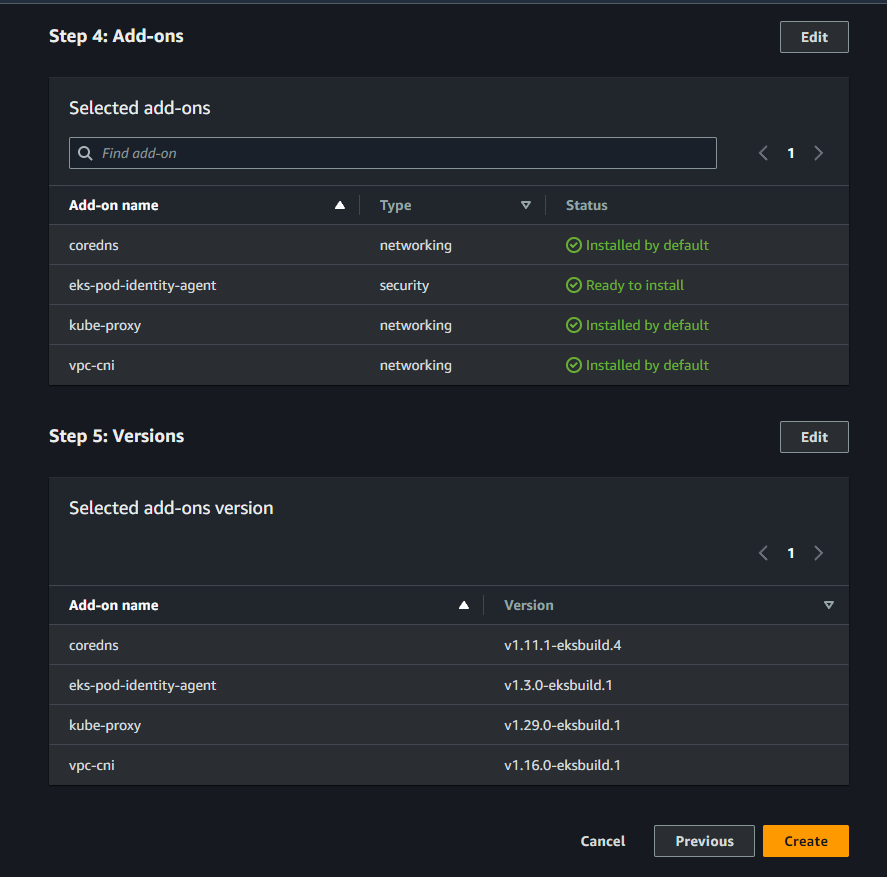 Step 4: Add-ons
Edit
Selected add-ons
Find add-on
1
Add-on name Type Status
coredns networking Installed by default
eks-pod-identity-agent security Ready to install
kube-proxy networking Installed by default
vpc-cni networking Installed by default
Step 5: Versions
Edit
Selected add-ons version
1
Add-on name Version
coredns v1.11.1-eksbuild.4
eks-pod-identity-agent v1.3.0-eksbuild.1
kube-proxy v1.29.0-eksbuild.1
vpc-cni v1.16.0-eksbuild.1
Cancel Previous Create